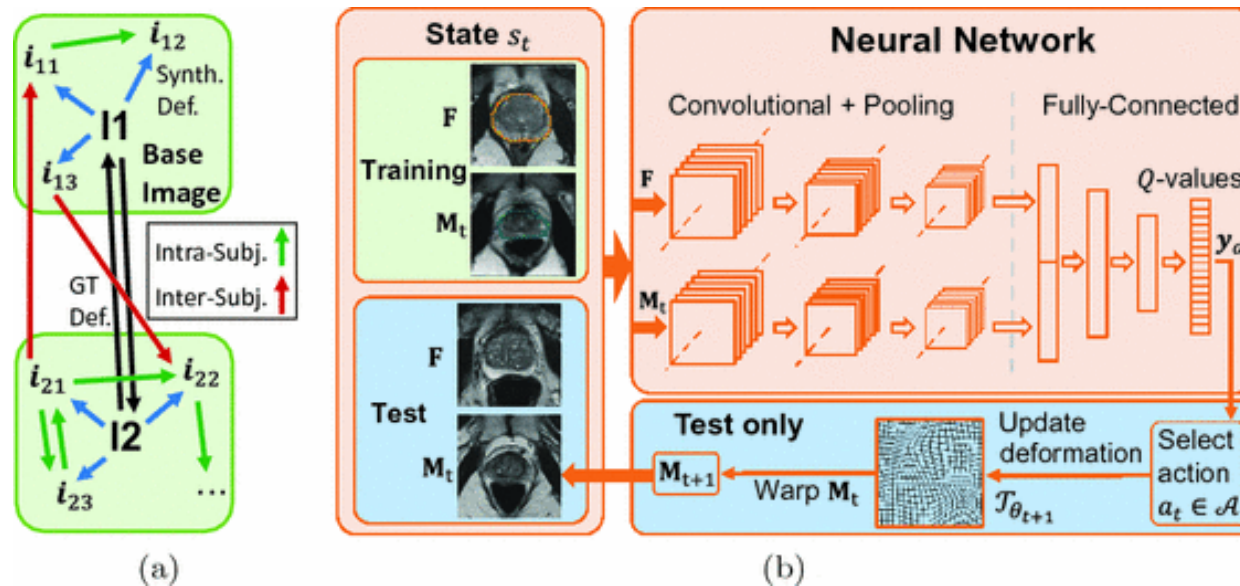 i₁₁
i₁₂
Synth.
Def.
I1
Base
Image
i₁₃
Intra-Subj.
Inter-Subj.
GT
Def.
i₂₁
i₂₂
I2
i₂₃
...
(a)
State sₜ
F
Training
Mₜ
F
Test
Mₜ
Neural Network
Convolutional + Pooling
Fully-Connected
F
Mₜ
Q-values
yₐ
Test only
Update
deformation
Select
action
aₜ ∈ 𝒜
𝒯θₜ₊₁
Mₜ₊₁
Warp Mₜ
(b)